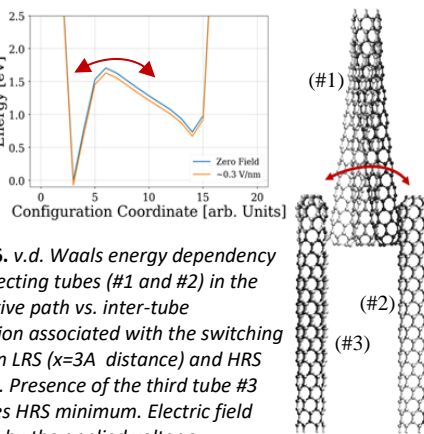 2.5
2.0
1.5
1.0
0.5
0.0
Energy [eV]
Zero Field
~0.3 V/nm
0 5 10 15 20
Configuration Coordinate [arb. Units]
(#1)
(#2)
(#3)
v.d. Waals energy dependency
ecting tubes (#1 and #2) in the
ive path vs. inter-tube
ion associated with the switching
n LRS (x=3A distance) and HRS
. Presence of the third tube #3
es HRS minimum. Electric field